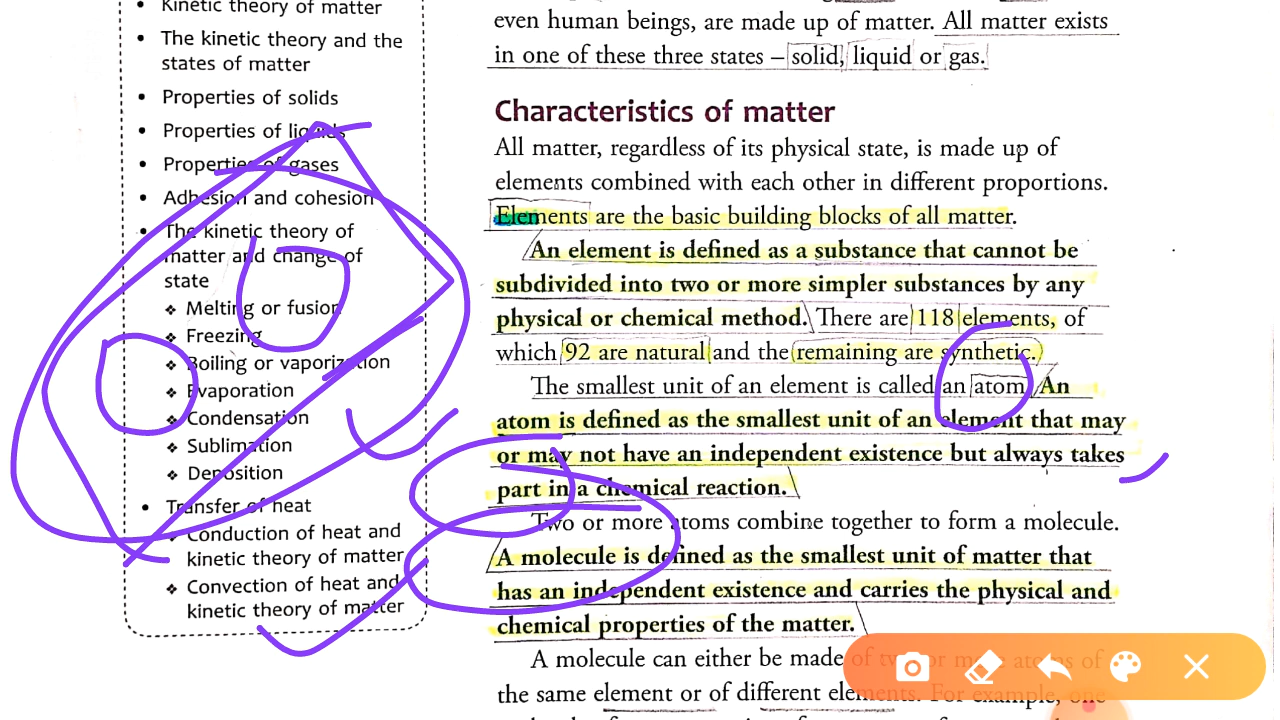 Kinetic theory of matter
• The kinetic theory and the
states of matter
• Properties of solids
• Properties of liquids
• Properties of gases
• Adhesion and cohesion
• The kinetic theory of
matter and change of
state
❖ Melting or fusion
❖ Freezing
❖ Boiling or vaporization
❖ Evaporation
❖ Condensation
❖ Sublimation
❖ Deposition
• Transfer of heat
❖ Conduction of heat and
kinetic theory of matter
❖ Convection of heat and
kinetic theory of matter
even human beings, are made up of matter. All matter exists
in one of these three states – solid, liquid or gas.
Characteristics of matter
All matter, regardless of its physical state, is made up of
elements combined with each other in different proportions.
Elements are the basic building blocks of all matter.
An element is defined as a substance that cannot be
subdivided into two or more simpler substances by any
physical or chemical method. There are 118 elements, of
which 92 are natural and the remaining are synthetic.
The smallest unit of an element is called an atom. An
atom is defined as the smallest unit of an element that may
or may not have an independent existence but always takes
part in a chemical reaction.
Two or more atoms combine together to form a molecule.
A molecule is defined as the smallest unit of matter that
has an independent existence and carries the physical and
chemical properties of the matter.
A molecule can either be made of two or more atoms of
the same element or of different elements. For example, one